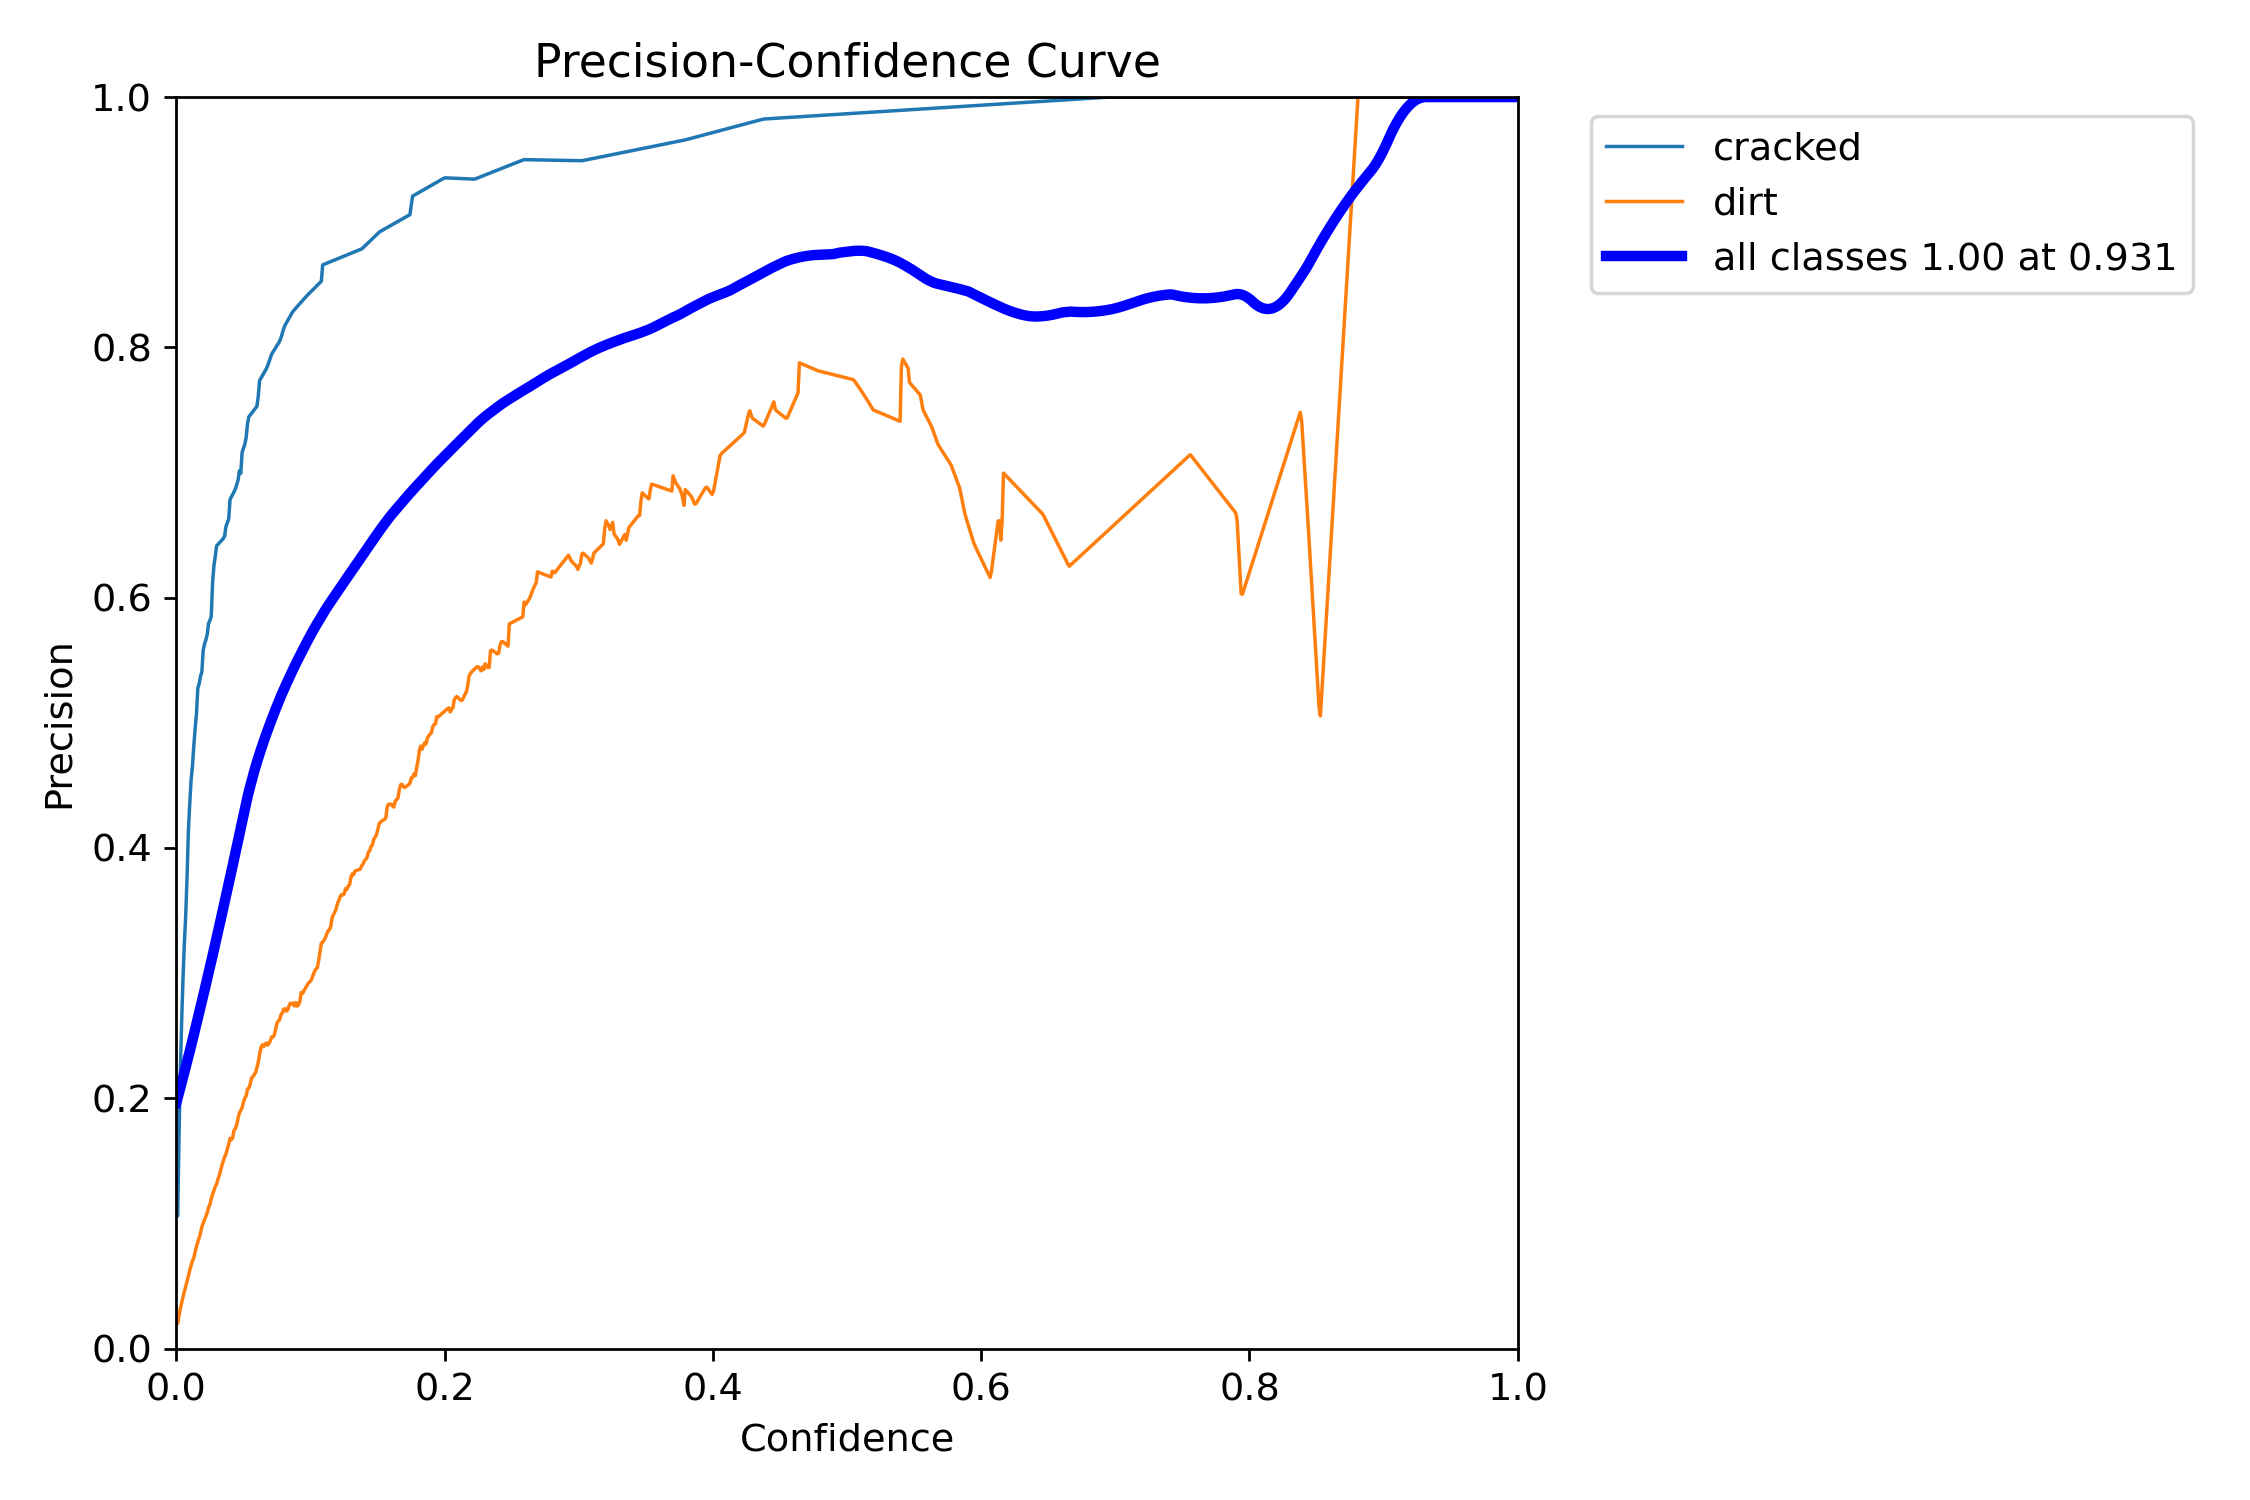 Precision-Confidence Curve
1.0
0.8
0.6
0.4
0.2
0.0
Precision
0.0 0.2 0.4 0.6 0.8 1.0
Confidence
cracked
dirt
all classes 1.00 at 0.931